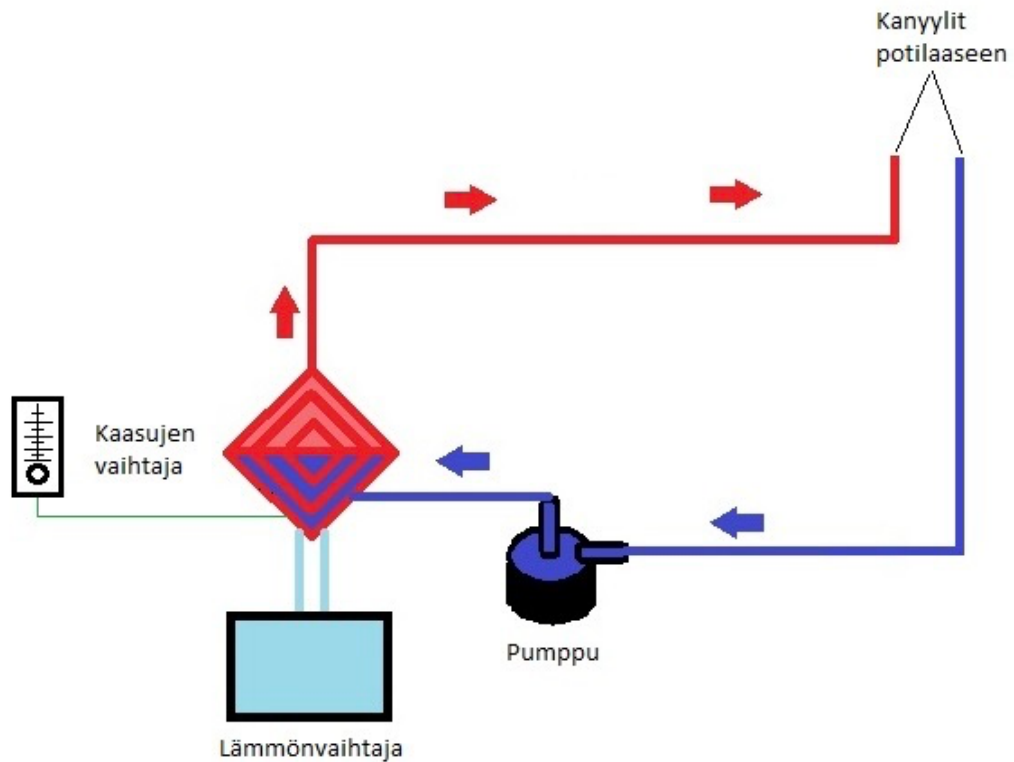 Kanyylit
potilaaseen
Kaasujen
vaihtaja
Pumppu
Lämmönvaihtaja